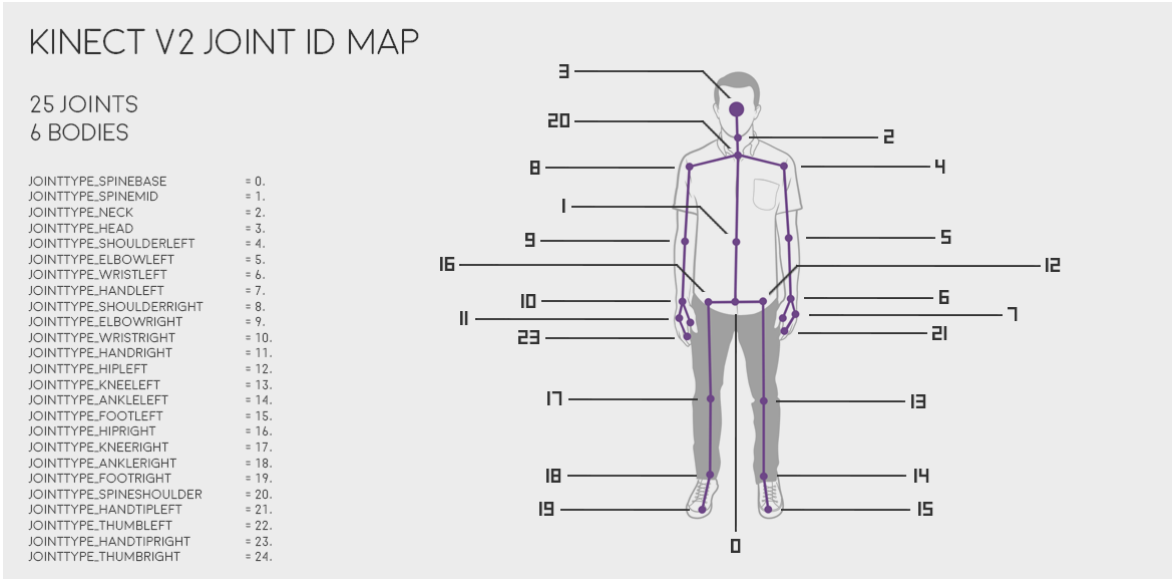 KINECT V2 JOINT ID MAP
25 JOINTS
6 BODIES
JOINTTYPE_SPINEBASE = 0.
JOINTTYPE_SPINEMID = 1.
JOINTTYPE_NECK = 2.
JOINTTYPE_HEAD = 3.
JOINTTYPE_SHOULDERLEFT = 4.
JOINTTYPE_ELBOWLEFT = 5.
JOINTTYPE_WRISTLEFT = 6.
JOINTTYPE_HANDLEFT = 7.
JOINTTYPE_SHOULDERRIGHT = 8.
JOINTTYPE_ELBOWRIGHT = 9.
JOINTTYPE_WRISTRIGHT = 10.
JOINTTYPE_HANDRIGHT = 11.
JOINTTYPE_HIPLEFT = 12.
JOINTTYPE_KNEELEFT = 13.
JOINTTYPE_ANKLELEFT = 14.
JOINTTYPE_FOOTLEFT = 15.
JOINTTYPE_HIPRIGHT = 16.
JOINTTYPE_KNEERIGHT = 17.
JOINTTYPE_ANKLERIGHT = 18.
JOINTTYPE_FOOTRIGHT = 19.
JOINTTYPE_SPINESHOULDER = 20.
JOINTTYPE_HANDTIPLEFT = 21.
JOINTTYPE_THUMBLEFT = 22.
JOINTTYPE_HANDTIPRIGHT = 23.
JOINTTYPE_THUMBRIGHT = 24.
3
20
2
8
4
1
9
5
16
12
10
6
11
7
23
21
17
13
18
14
19
15
0